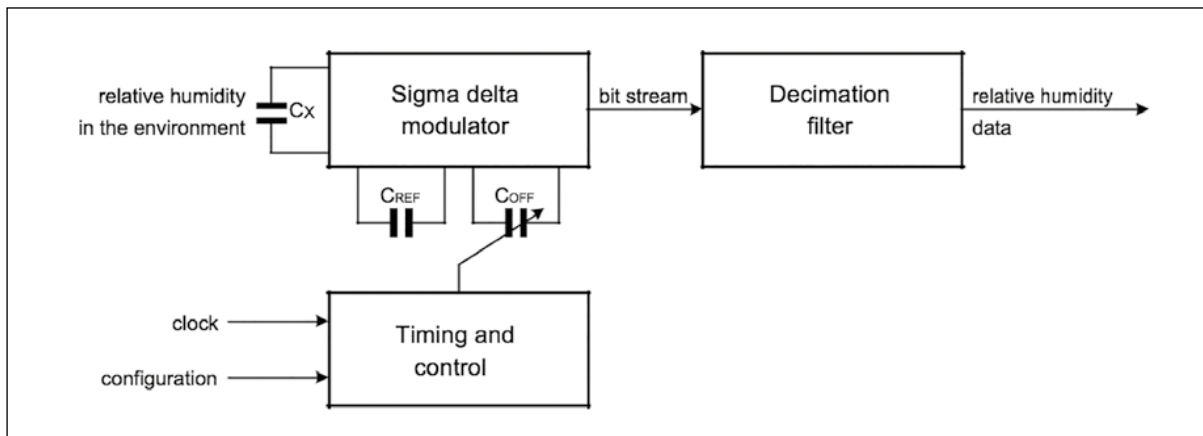 relative humidity
in the environment
Cx
Sigma delta
modulator
bit stream
Decimation
filter
relative humidity
data
CREF
COFF
clock
configuration
Timing and
control